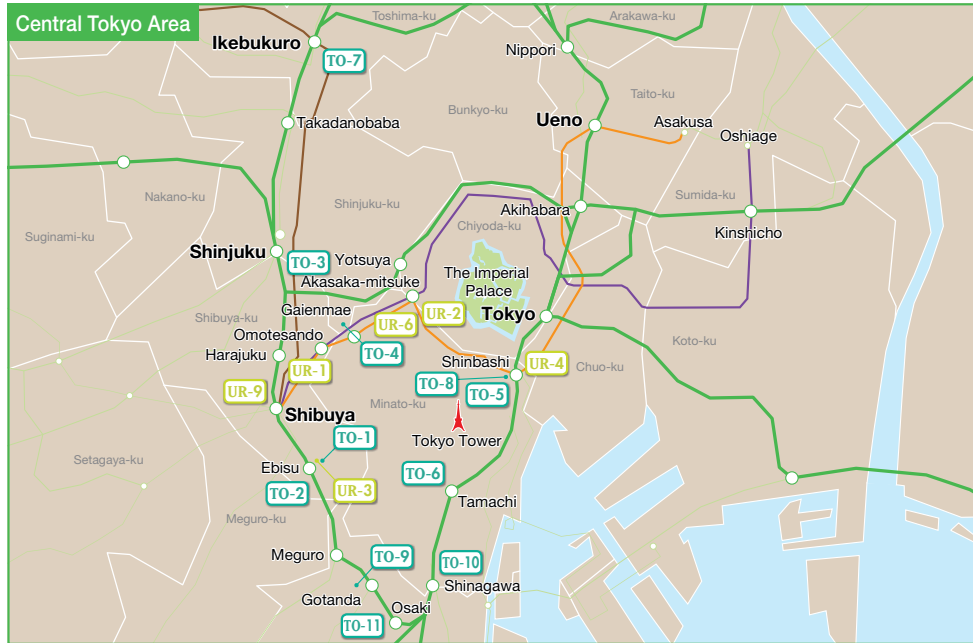 Central Tokyo Area
Toshima-ku
Arakawa-ku
Ikebukuro
Nippori
TO-7
Taito-ku
Bunkyo-ku
Ueno
Asakusa
Takadanobaba
Oshiage
Nakano-ku
Shinjuku-ku
Sumida-ku
Akihabara
Chiyoda-ku
Kinshicho
Suginami-ku
Shinjuku
TO-3
Yotsuya
Akasaka-mitsuke
The Imperial
Palace
Gaienmae
UR-2
Tokyo
Shibuya-ku
UR-6
Omotesando
Koto-ku
Harajuku
TO-4
Shinbashi
UR-4
Chuo-ku
UR-1
TO-8
UR-9
TO-5
Minato-ku
Shibuya
TO-1
Tokyo Tower
Setagaya-ku
Ebisu
TO-6
TO-2
UR-3
Tamachi
Meguro-ku
Meguro
TO-9
TO-10
Gotanda
Shinagawa
Osaki
TO-11